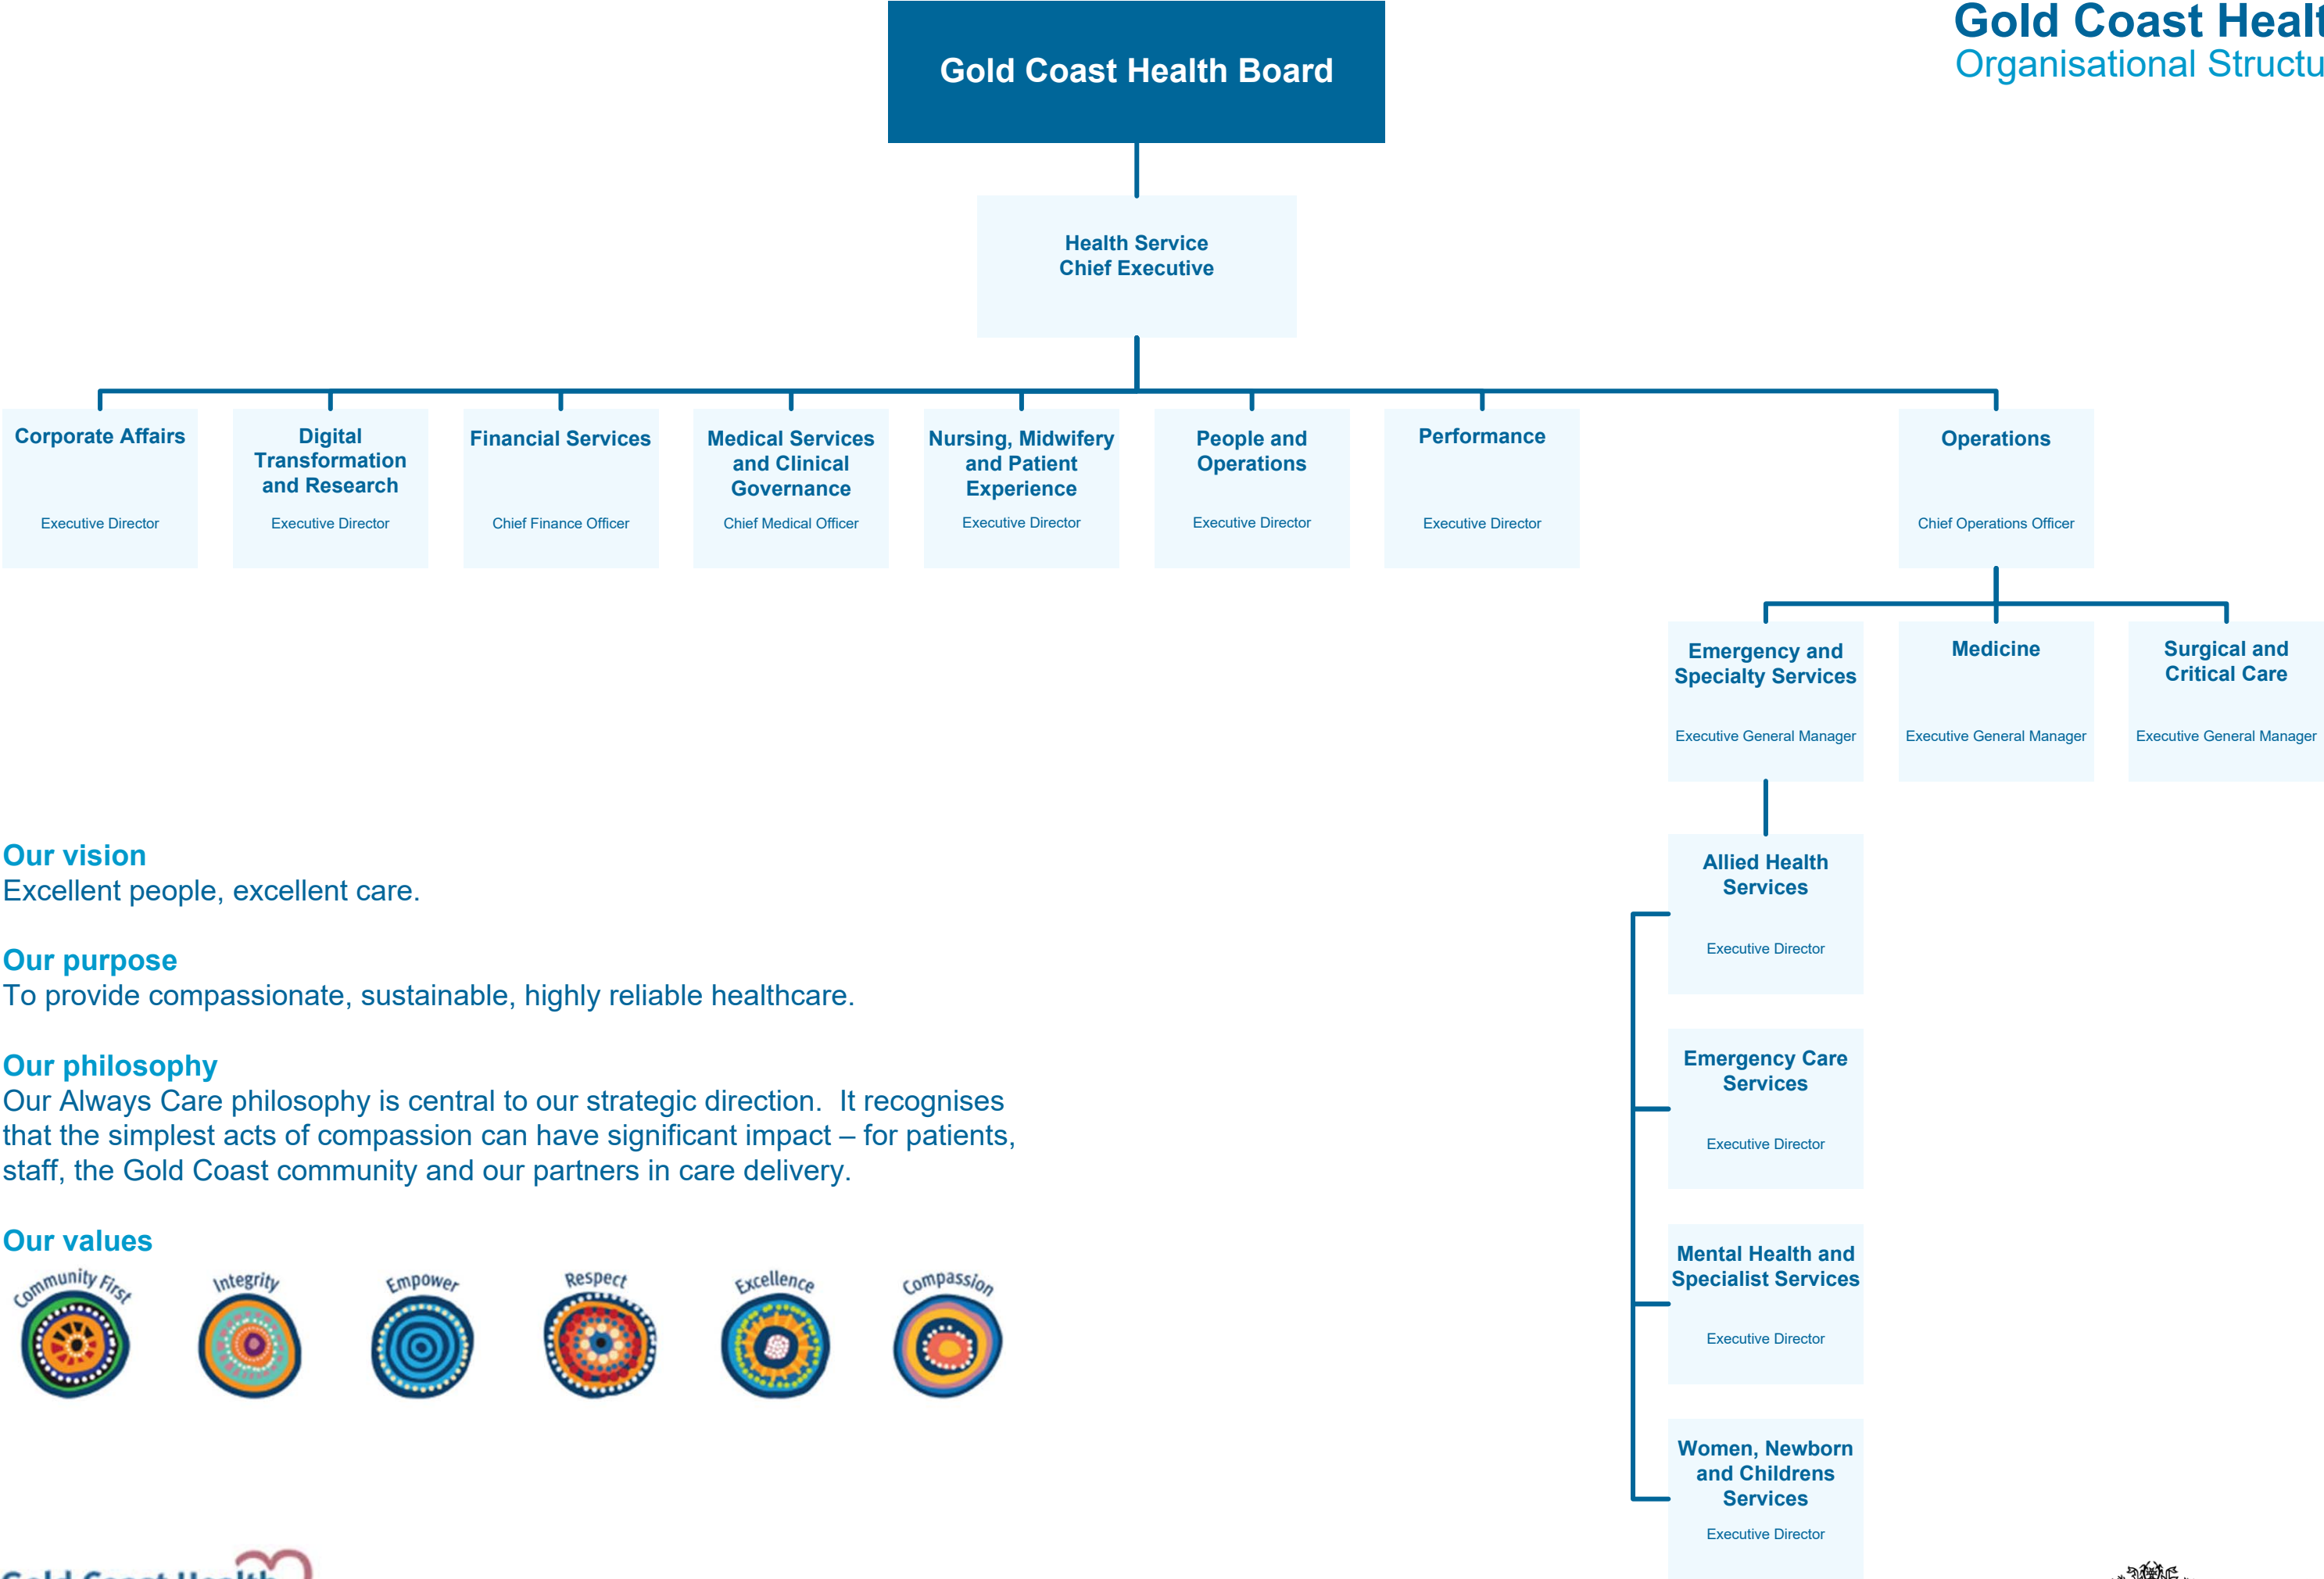 Gold Coast Health Board
Organisational
Gold Coast
Health Service
Chief Executive
Corporate Affairs
Executive Director
Digital
Transformation
and Research
Executive Director
Financial Services
Chief Finance Officer
Medical Services
and Clinical
Governance
Chief Medical Officer
Nursing, Midwifery
and Patient
Experience
Executive Director
People and
Operations
Executive Director
Performance
Executive Director
Operations
Chief Operations Officer
Emergency and
Specialty Services
Executive General Manager
Medicine
Executive General Manager
Surgical and
Critical Care
Executive General Manager
Allied Health
Services
Executive Director
Emergency Care
Services
Executive Director
Mental Health and
Specialist Services
Executive Director
Women, Newborn
and Childrens
Services
Executive Director
Our vision
Excellent people, excellent care.
Our purpose
To provide compassionate, sustainable, highly reliable healthcare.
Our philosophy
Our Always Care philosophy is central to our strategic direction.  It recognises
that the simplest acts of compassion can have significant impact – for patients,
staff, the Gold Coast community and our partners in care delivery.
Our values
Community First
Integrity
Empower
Respect
Excellence
Compassion
Gold Coast Health